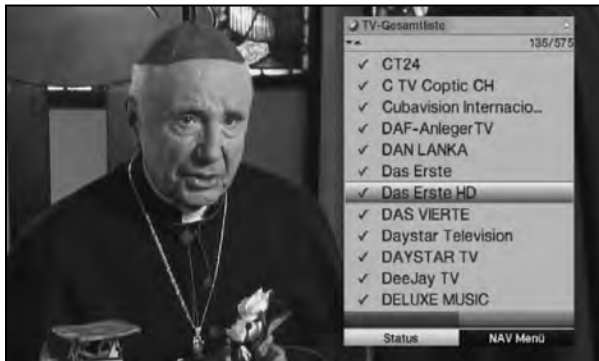 TV-Gesamtliste
135/575
✓ CT24
✓ C TV Coptic CH
✓ Cubavision Internacio...
✓ DAF-AnlegerTV
✓ DAN LANKA
✓ Das Erste
✓ Das Erste HD
✓ DAS VIERTE
✓ Daystar Television
✓ DAYSTAR TV
✓ DeeJay TV
✓ DELUXE MUSIC
Status NAV Menü